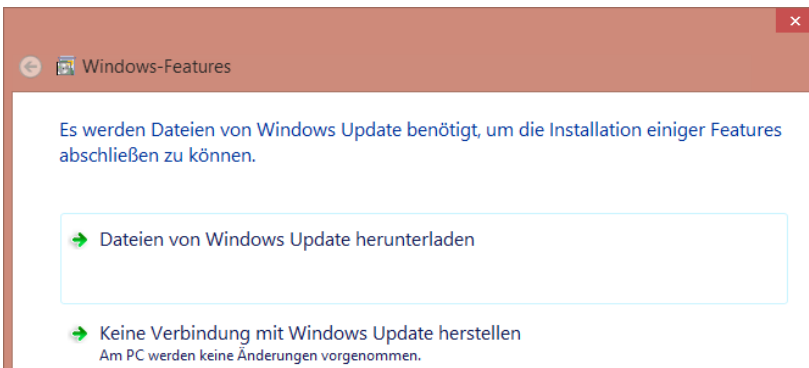 Windows-Features
Es werden Dateien von Windows Update benötigt, um die Installation einiger Features
abschließen zu können.
Dateien von Windows Update herunterladen
Keine Verbindung mit Windows Update herstellen
Am PC werden keine Änderungen vorgenommen.